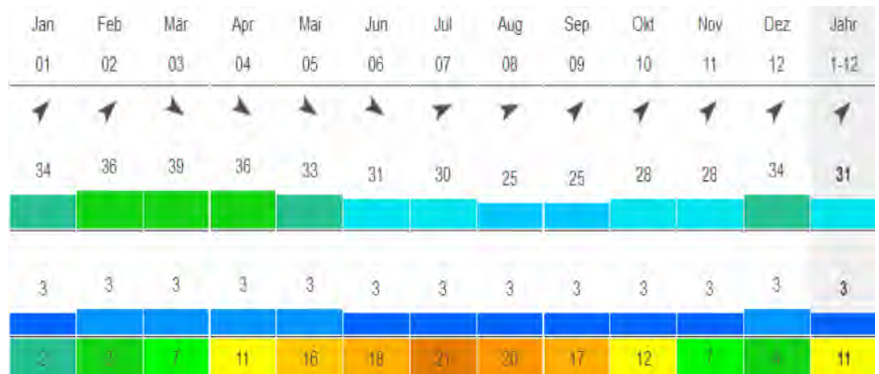 Jan Feb Mär Apr Mai Jun Jul Aug Sep Okt Nov Dez Jahr
01 02 03 04 05 06 07 08 09 10 11 12 1-12
34 36 39 36 33 31 30 25 25 28 28 34 31
3 3 3 3 3 3 3 3 3 3 3 3 3
2 7 11 16 18 21 20 17 12 7 11